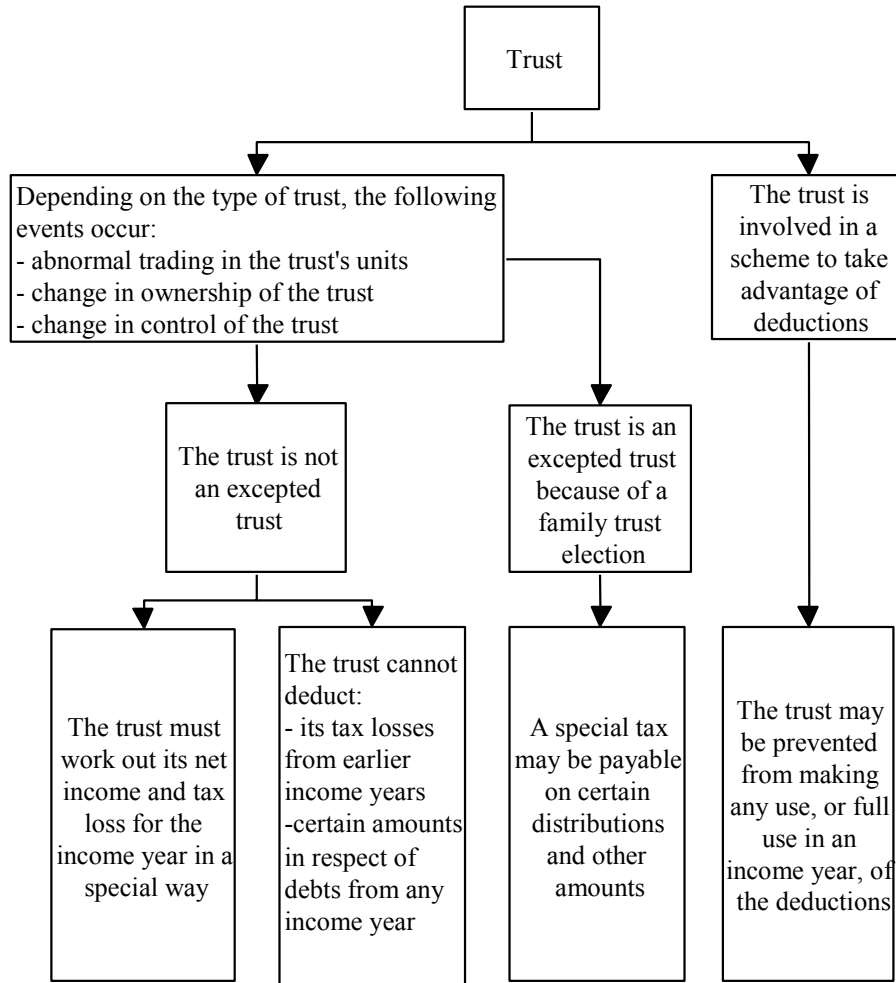 Trust
Depending on the type of trust, the following
events occur:
- abnormal trading in the trust's units
- change in ownership of the trust
- change in control of the trust
The trust is
involved in a
scheme to take
advantage of
deductions
The trust is not
an excepted
trust
The trust is an
excepted trust
because of a
family trust
election
The trust must
work out its net
income and tax
loss for the
income year in a
special way
The trust cannot
deduct:
- its tax losses
from earlier
income years
-certain amounts
in respect of
debts from any
income year
A special tax
may be payable
on certain
distributions
and other
amounts
The trust may
be prevented
from making
any use, or full
use in an
income year, of
the deductions